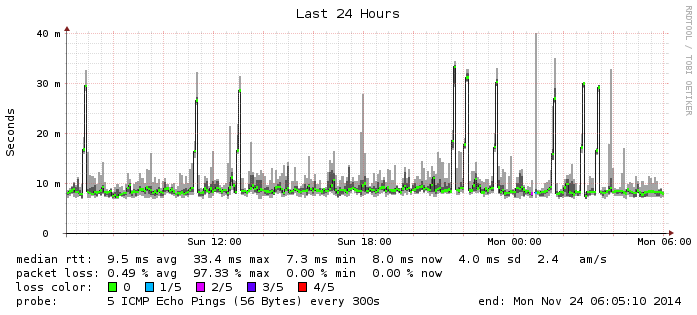 Last 24 Hours
RRDTOOL / TOBI OETIKER
Seconds
40 m
30 m
20 m
10 m
0
Sun 12:00 Sun 18:00 Mon 00:00 Mon 06:00
median rtt: 9.5 ms avg 33.4 ms max 7.3 ms min 8.0 ms now 4.0 ms sd 2.4 am/s
packet loss: 0.49 % avg 97.33 % max 0.00 % min 0.00 % now
loss color: 0 1/5 2/5 3/5 4/5
probe: 5 ICMP Echo Pings (56 Bytes) every 300s end: Mon Nov 24 06:05:10 2014